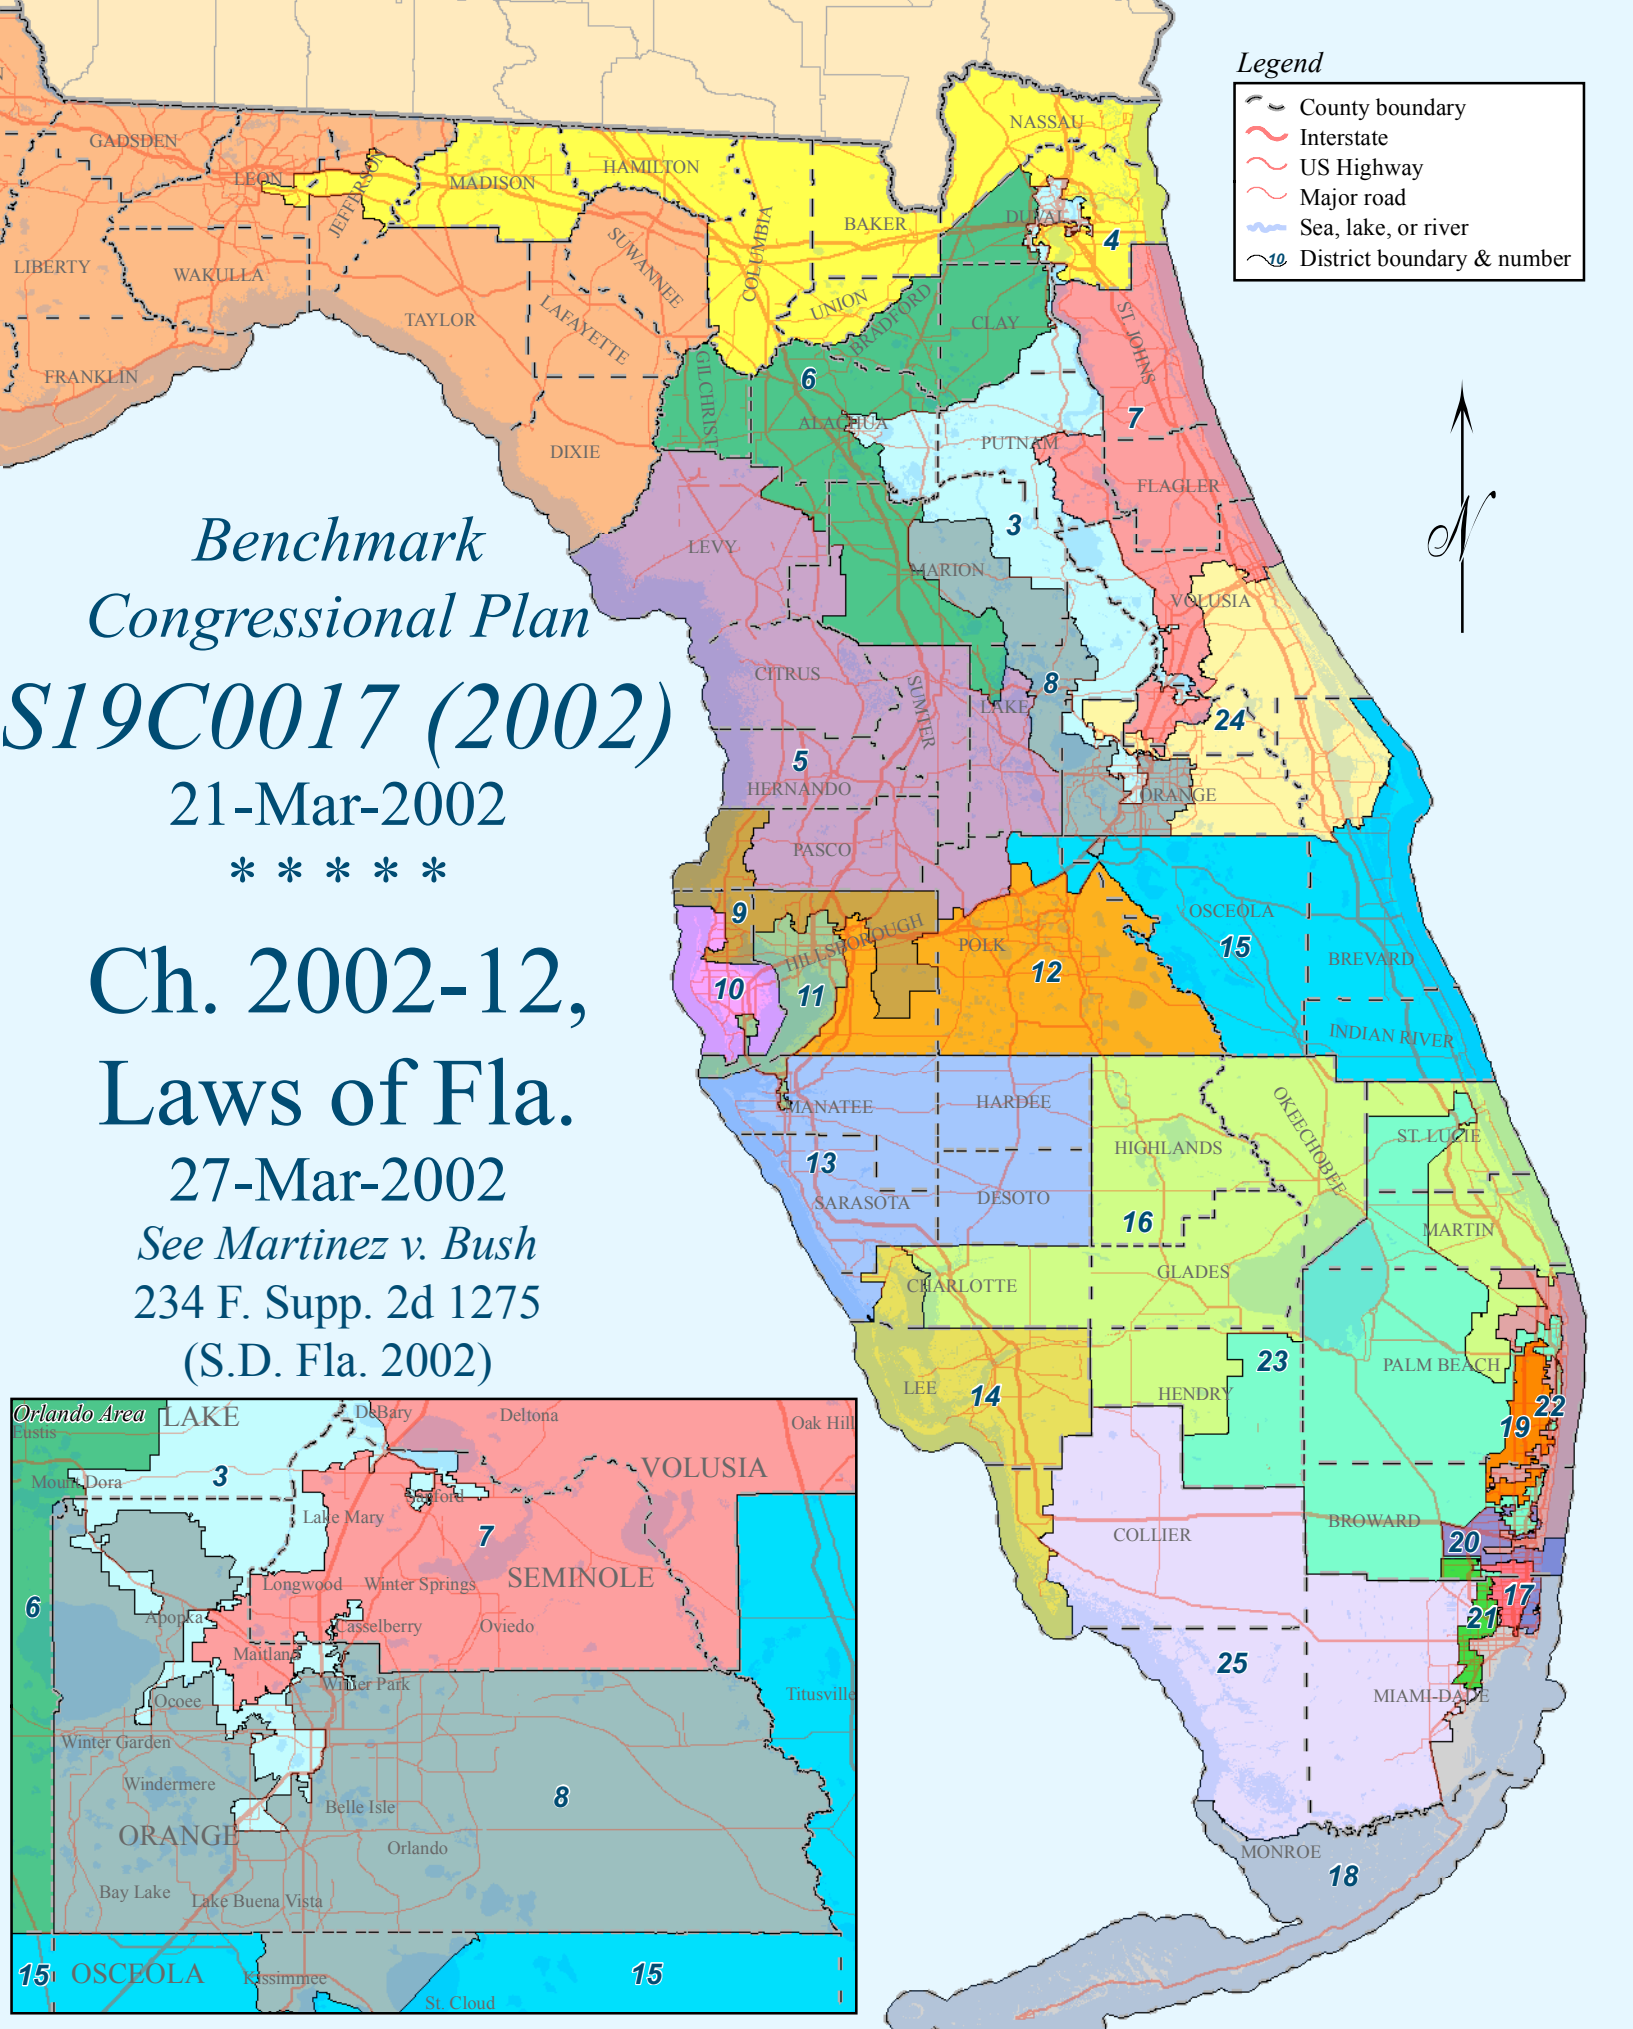 Legend
County boundary
Interstate
US Highway
Major road
Sea, lake, or river
10 District boundary & number
N
Benchmark
Congressional Plan
S19C0017 (2002)
21-Mar-2002
* * * * *
Ch. 2002-12,
Laws of Fla.
27-Mar-2002
See Martinez v. Bush
234 F. Supp. 2d 1275
(S.D. Fla. 2002)
NASSAU
GADSDEN
LEON
JEFFERSON
MADISON
HAMILTON
COLUMBIA
BAKER
DUVAL
4
LIBERTY
WAKULLA
SUWANNEE
TAYLOR
LAFAYETTE
UNION
BRADFORD
CLAY
ST. JOHNS
FRANKLIN
GILCHRIST
6
7
ALACHUA
PUTNAM
DIXIE
FLAGLER
3
LEVY
MARION
VOLUSIA
CITRUS
SUMTER
8
LAKE
24
5
HERNANDO
ORANGE
PASCO
9
HILLSBOROUGH
POLK
OSCEOLA
15
BREVARD
12
10
11
INDIAN RIVER
MANATEE
HARDEE
OKEECHOBEE
ST. LUCIE
HIGHLANDS
13
SARASOTA
DESOTO
16
MARTIN
CHARLOTTE
GLADES
23
PALM BEACH
LEE
14
HENDRY
22
19
COLLIER
BROWARD
20
17
21
25
MIAMI-DADE
MONROE
18
Orlando Area
LAKE
DeBary
Deltona
Oak Hill
Eustis
Mount Dora
3
VOLUSIA
Sanford
Lake Mary
7
Longwood
Winter Springs
SEMINOLE
6
Apopka
Casselberry
Oviedo
Maitland
Winter Park
Ocoee
Titusville
Winter Garden
Windermere
8
Belle Isle
ORANGE
Orlando
Bay Lake
Lake Buena Vista
15
OSCEOLA
Kissimmee
15
St. Cloud